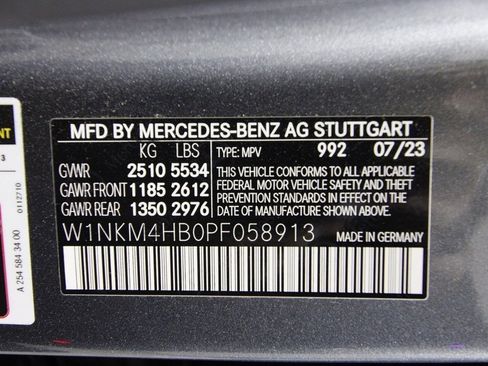 MFD BY MERCEDES-BENZ AG STUTTGART
KG LBS TYPE: MPV 992 07/23
GVWR 2510 5534
GAWR FRONT 1185 2612
GAWR REAR 1350 2976
THIS VEHICLE CONFORMS TO ALL APPLICABLE
FEDERAL MOTOR VEHICLE SAFETY AND THEFT
PREVENTION STANDARDS IN EFFECT ON THE
DATE OF MANUFACTURE SHOWN ABOVE.
W1NKM4HB0PF058913 MADE IN GERMANY
A 254 584 34 00
0112710